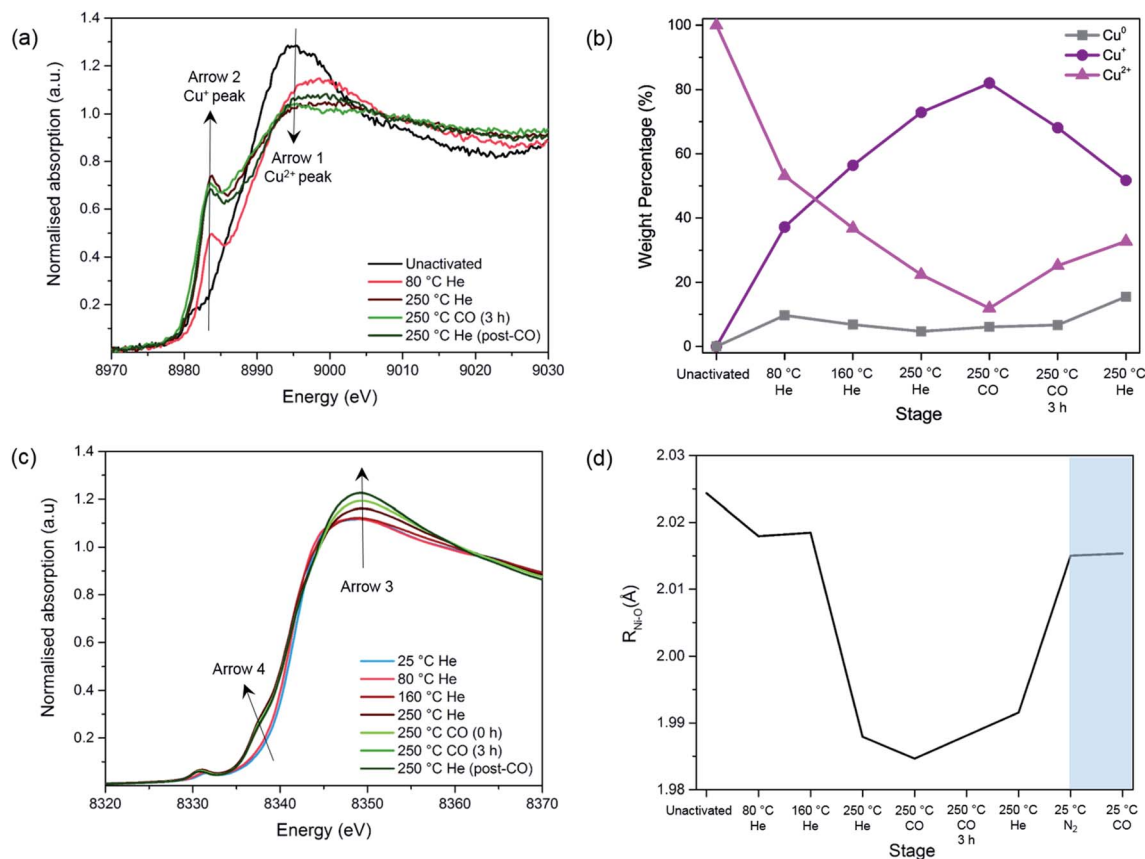 (a)
1.4
1.2
1.0
0.8
0.6
0.4
0.2
Normalised absorption (a.u.)
Arrow 2
Cu⁺ peak
Arrow 1
Cu²⁺ peak
Unactivated
80 °C He
250 °C He
250 °C CO (3 h)
250 °C He (post-CO)
8970 8980 8990 9000 9010 9020 9030
Energy (eV)
(b)
100
80
60
40
20
0
Weight Percentage (%)
Cu⁰
Cu⁺
Cu²⁺
Unactivated
80 °C
He
160 °C
He
250 °C
He
250 °C
CO
250 °C
CO
3 h
250 °C
He
Stage
(c)
1.4
1.2
1.0
0.8
0.6
0.4
0.2
Normalised absorption (a.u)
Arrow 3
Arrow 4
25 °C He
80 °C He
160 °C He
250 °C He
250 °C CO (0 h)
250 °C CO (3 h)
250 °C He (post-CO)
8320 8330 8340 8350 8360 8370
Energy (eV)
(d)
2.03
2.02
2.01
2.00
1.99
1.98
R_Ni-O(Å)
Unactivated
80 °C
He
160 °C
He
250 °C
He
250 °C
CO
250 °C
CO
3 h
250 °C
He
25 °C
N₂
25 °C
CO
Stage